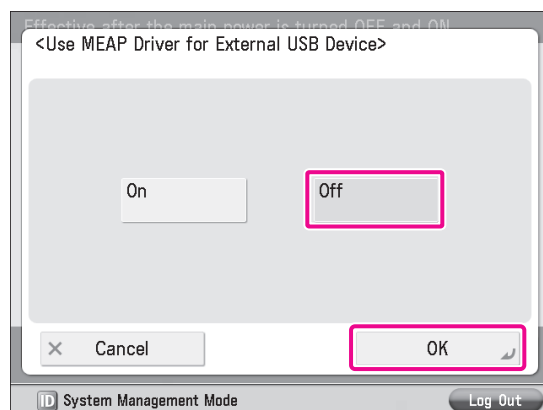 Effective after the main power is turned OFF and ON
<Use MEAP Driver for External USB Device>
On
Off
Cancel
OK
ID System Management Mode
Log Out